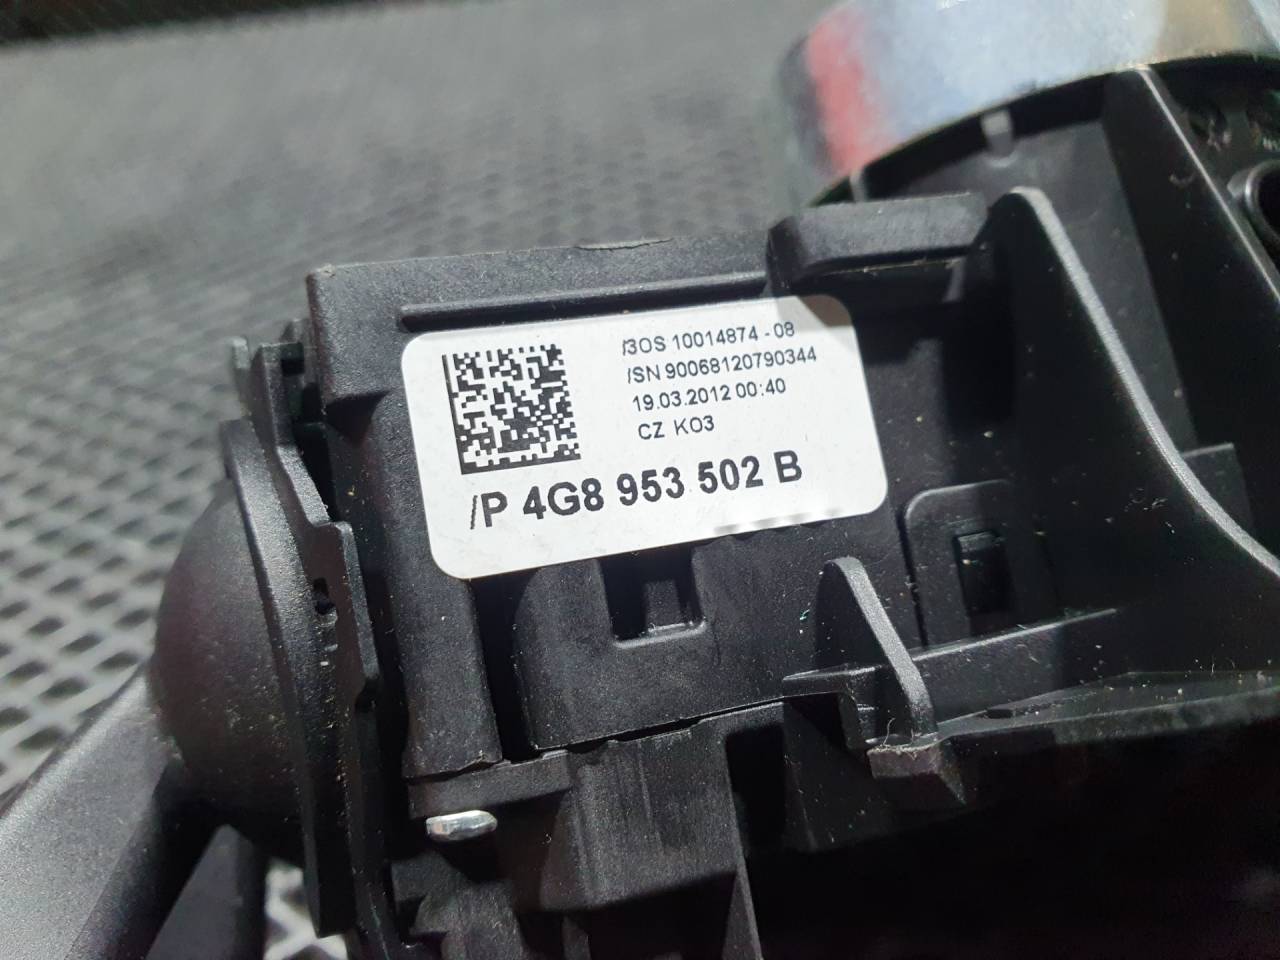 /3OS 10014874-08
/SN 90068120790344
19.03.2012 00:40
CZ KO3
/P 4G8 953 502 B